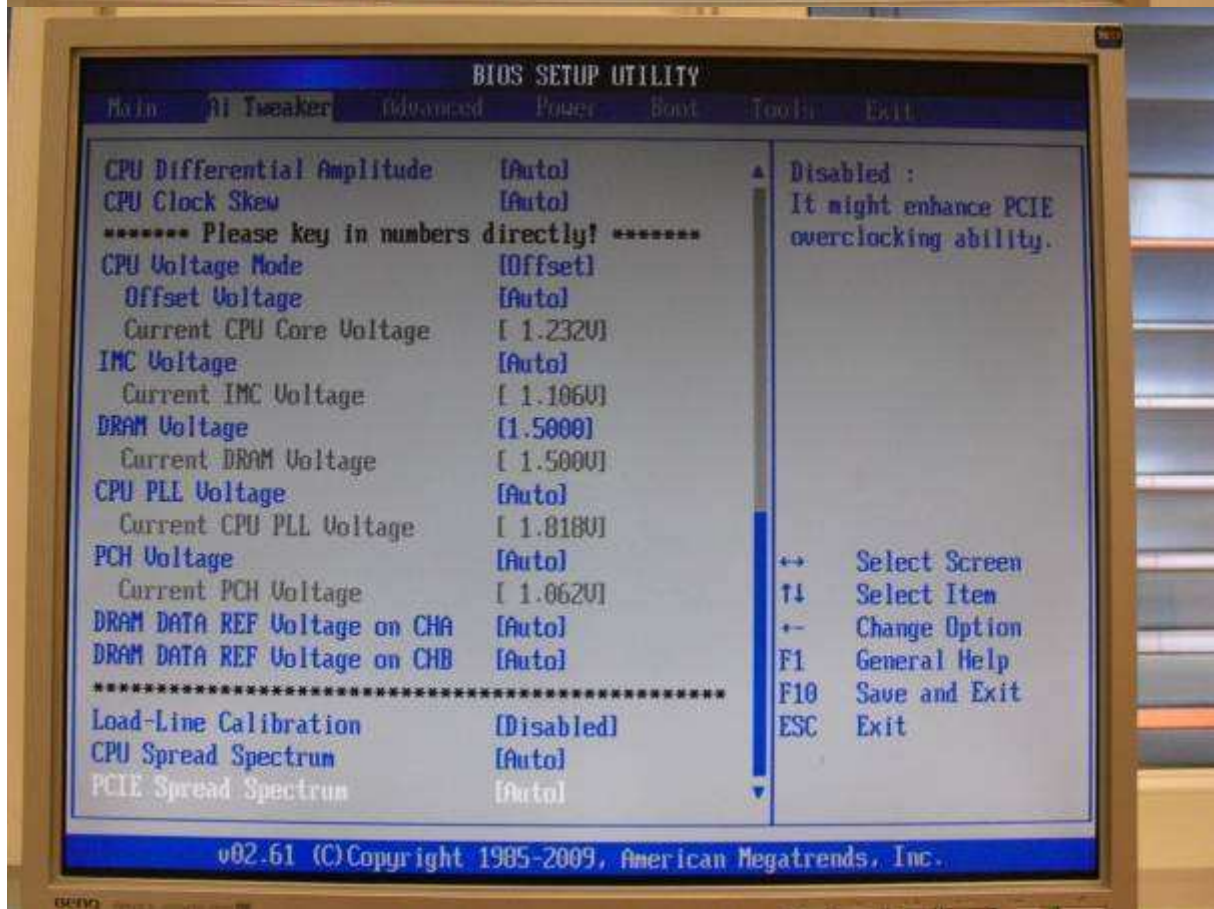 BIOS SETUP UTILITY
Main Ai Tweaker Advanced Power Boot Tools Exit
CPU Differential Amplitude [Auto]
CPU Clock Skew [Auto]
******* Please key in numbers directly! *******
CPU Voltage Mode [Offset]
Offset Voltage [Auto]
Current CPU Core Voltage [ 1.232V]
IMC Voltage [Auto]
Current IMC Voltage [ 1.106V]
DRAM Voltage [1.5000]
Current DRAM Voltage [ 1.500V]
CPU PLL Voltage [Auto]
Current CPU PLL Voltage [ 1.818V]
PCH Voltage [Auto]
Current PCH Voltage [ 1.062V]
DRAM DATA REF Voltage on CHA [Auto]
DRAM DATA REF Voltage on CHB [Auto]
**************************************************
Load-Line Calibration [Disabled]
CPU Spread Spectrum [Auto]
PCIE Spread Spectrum [Auto]
Disabled :
It might enhance PCIE
overclocking ability.
↔ Select Screen
↑↓ Select Item
+- Change Option
F1 General Help
F10 Save and Exit
ESC Exit
v02.61 (C)Copyright 1985-2009, American Megatrends, Inc.
BenQ